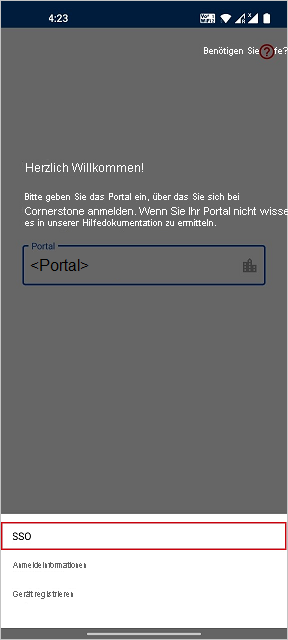 4:23
Benötigen Sie fe?
Herzlich Willkommen!
Bitte geben Sie das Portal ein, über das Sie sich bei
Cornerstone anmelden. Wenn Sie Ihr Portal nicht wisse
es in unserer Hilfedokumentation zu ermitteln.
Portal
<Portal>
SSO
Anmeldeinformationen
Gerät registrieren